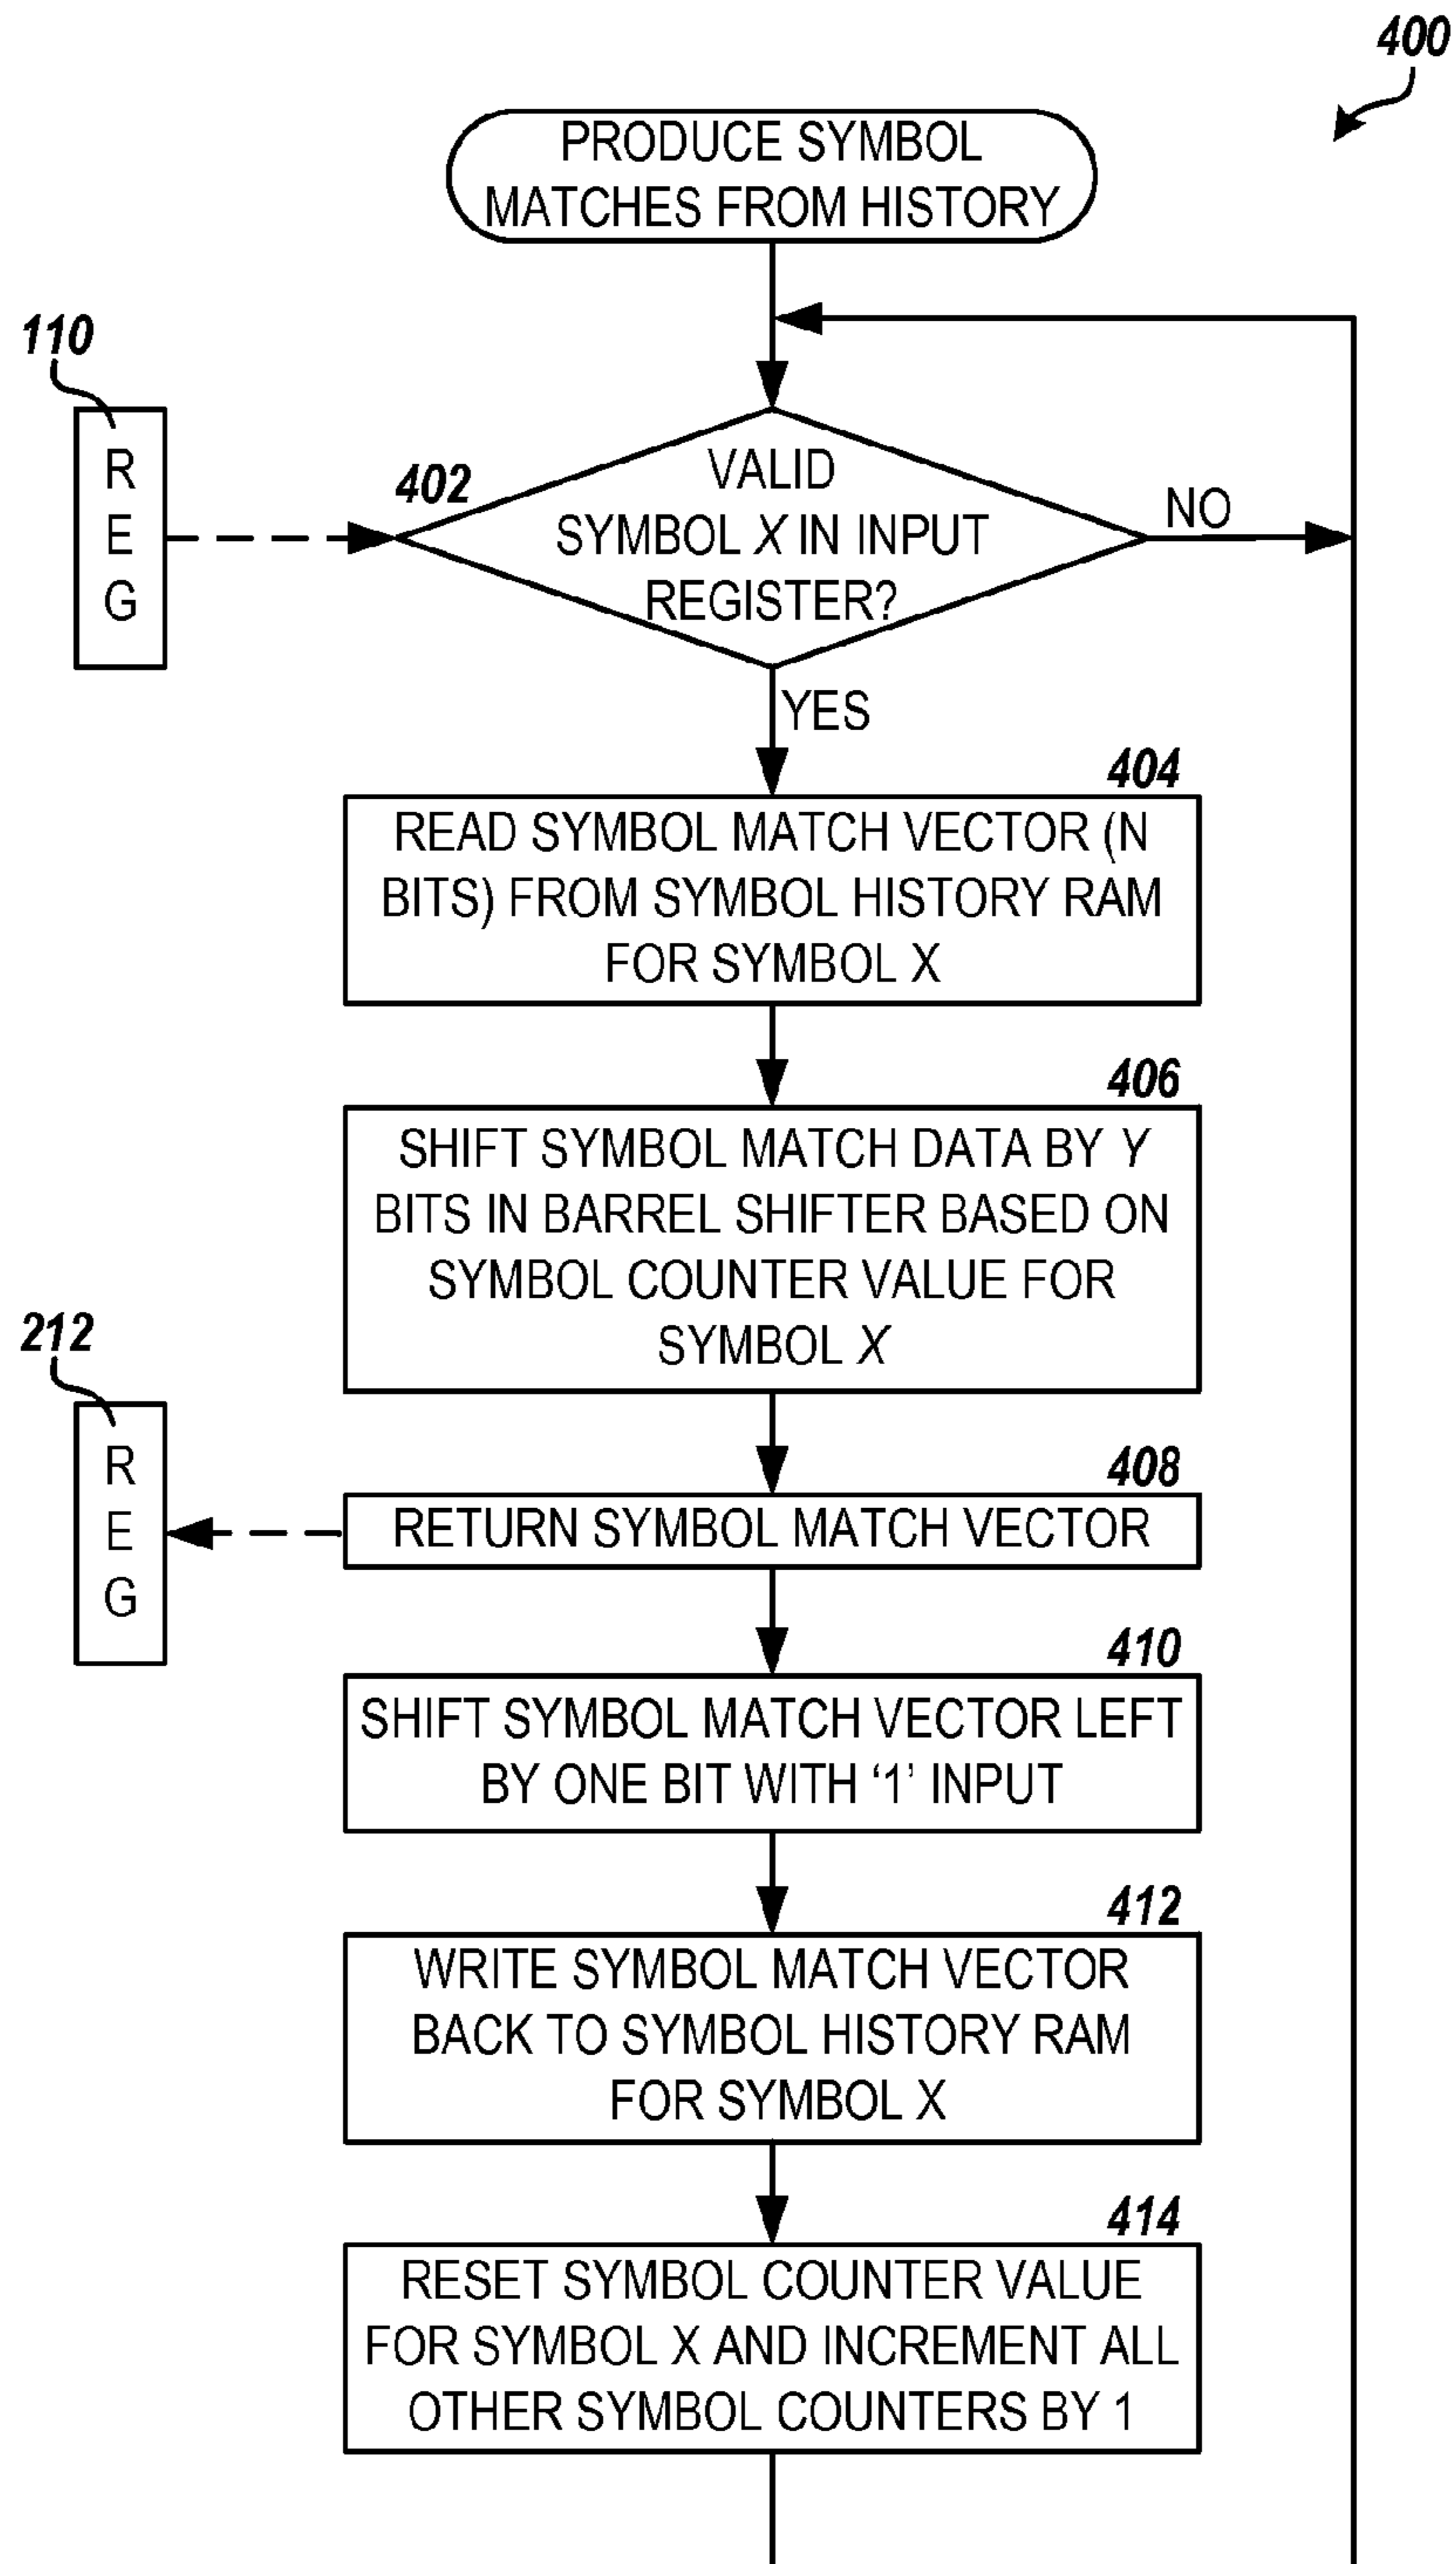 400
PRODUCE SYMBOL
MATCHES FROM HISTORY
110
R
E
G
402
VALID
SYMBOL X IN INPUT
REGISTER?
NO
YES
404
READ SYMBOL MATCH VECTOR (N
BITS) FROM SYMBOL HISTORY RAM
FOR SYMBOL X
406
SHIFT SYMBOL MATCH DATA BY Y
BITS IN BARREL SHIFTER BASED ON
SYMBOL COUNTER VALUE FOR
SYMBOL X
212
R
E
G
408
RETURN SYMBOL MATCH VECTOR
410
SHIFT SYMBOL MATCH VECTOR LEFT
BY ONE BIT WITH ‘1’ INPUT
412
WRITE SYMBOL MATCH VECTOR
BACK TO SYMBOL HISTORY RAM
FOR SYMBOL X
414
RESET SYMBOL COUNTER VALUE
FOR SYMBOL X AND INCREMENT ALL
OTHER SYMBOL COUNTERS BY 1